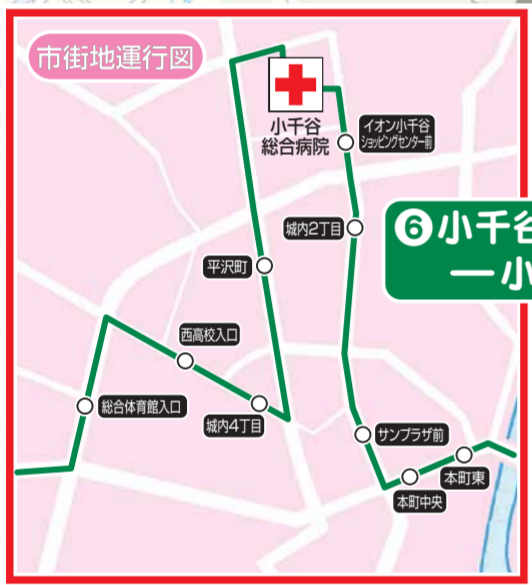 市街地運行図
小千谷
総合病院
イオン小千谷
ショッピングセンター前
城内2丁目
❻小千谷
―小
平沢町
西高校入口
総合体育館入口
城内4丁目
サンプラザ前
本町東
本町中央